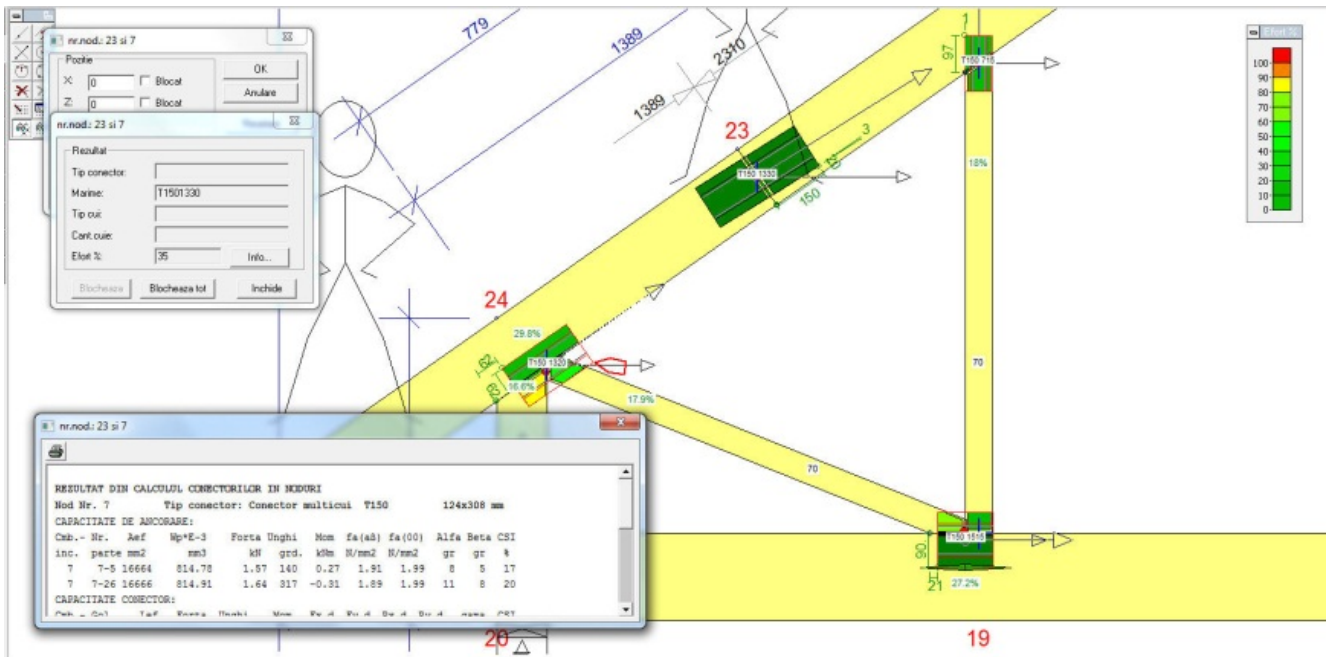 nr.nod.: 23 si 7
Pozitie
X: 0 Blocat
Z: 0 Blocat
OK
Anulare
nr.nod.: 23 si 7
Rezultat
Tip conector:
Marime: T1501330
Tip cui:
Cant.cuie:
Efort %: 35 Info...
Blocheaza Blocheaza tot Inchide
779
1389
2,310
1389
23
3
150
T150 1330
1
97
T150 715
18%
70
24
29.8%
62
T150 1320
16.6%
17.9%
70
T150 1515
90
21
27.2%
20
19
Efort %
100
90
80
70
60
50
40
30
20
10
0
nr.nod.: 23 si 7
REZULTAT DIN CALCULUL CONECTORILOR IN NODURI
Nod Nr. 7 Tip conector: Conector multicui T150 124x308 mm
CAPACITATE DE ANCORARE:
Cmb.- Nr. Aef Wp*E-3 Forta Unghi Mom fa(aß) fa(00) Alfa Beta CSI
inc. parte mm2 mm3 kN grd. kNm N/mm2 N/mm2 gr gr %
7 7-5 16664 814.78 1.57 140 0.27 1.91 1.99 8 5 17
7 7-26 16666 814.91 1.64 317 -0.31 1.89 1.99 11 8 20
CAPACITATE CONECTOR: